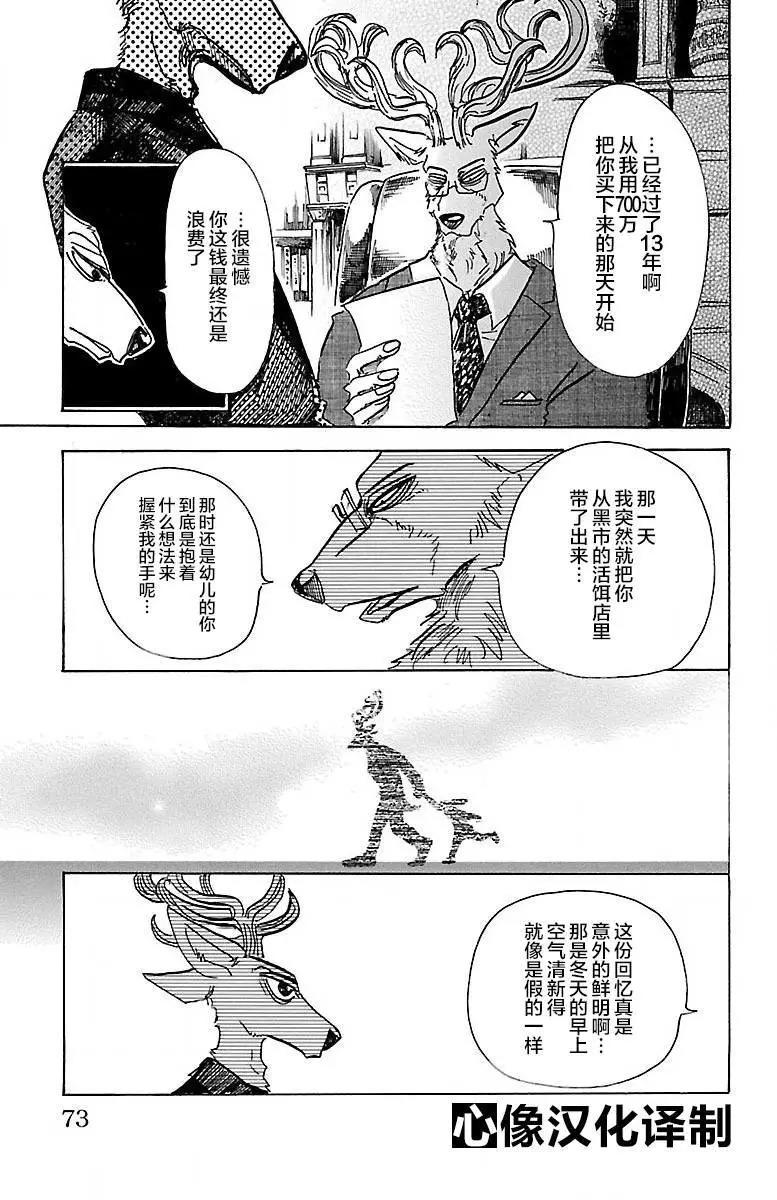 …已经过了13年啊
从我用700万
把你买下来的那天开始
…很遗憾
你这钱最终还是
浪费了
那一天
我突然就把你
从黑市的活饵店里
带了出来…
那时还是幼儿的你
到底是抱着
什么想法来
握紧我的手呢…
这份回忆真是
意外的鲜明啊…
那是冬天的早上
空气清新得
就像是假的一样
73
心像汉化译制